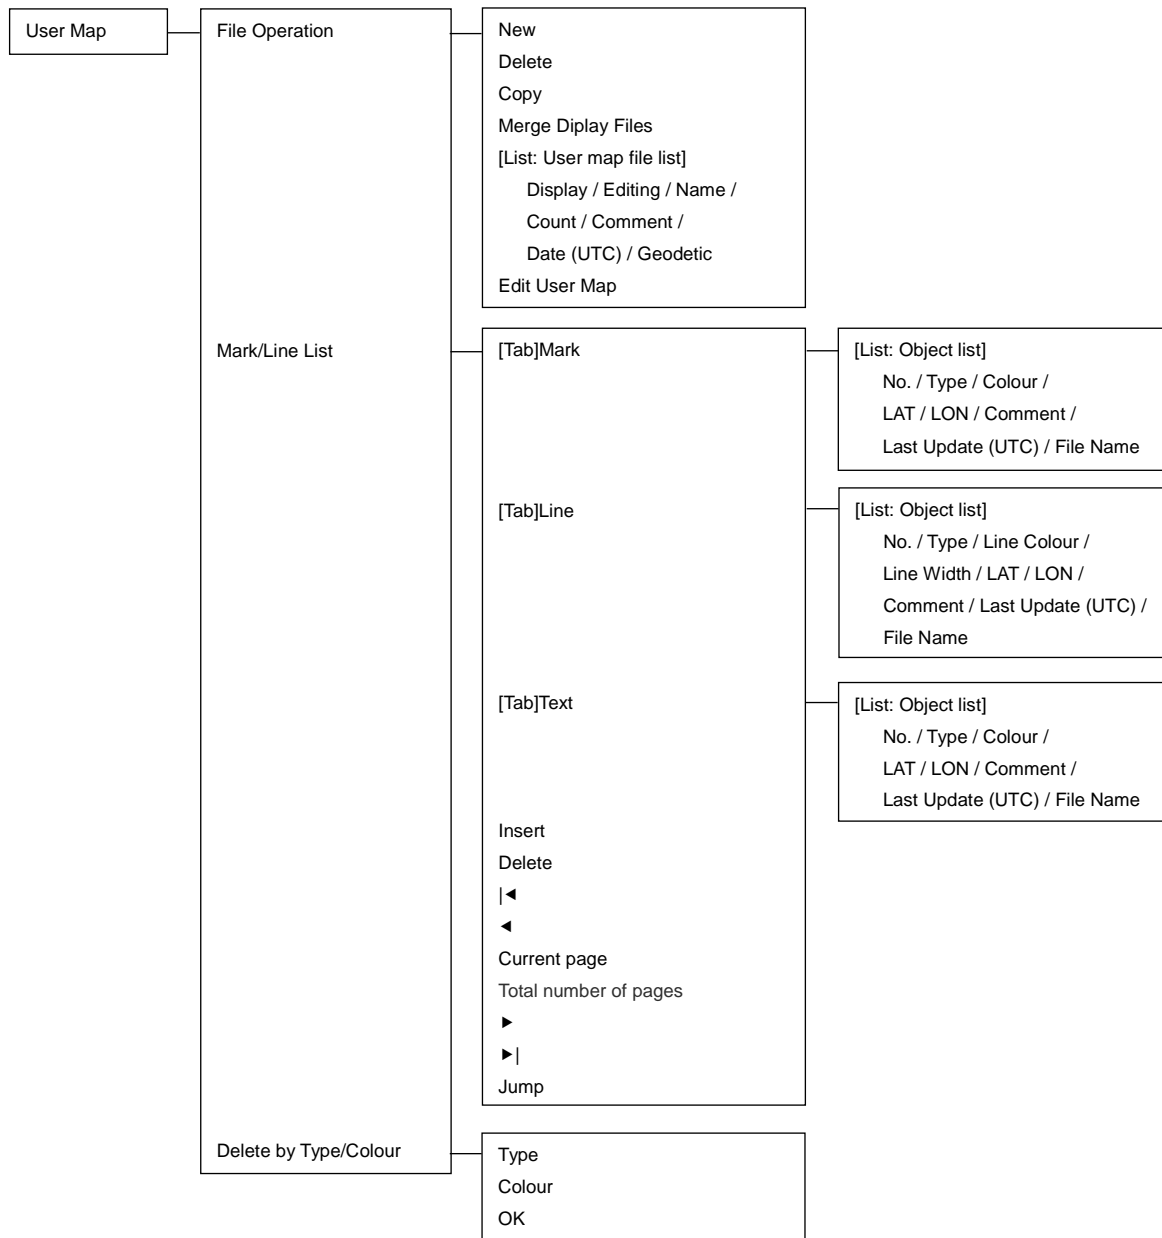 User Map
File Operation
New
Delete
Copy
Merge Diplay Files
[List: User map file list]
Display / Editing / Name /
Count / Comment /
Date (UTC) / Geodetic
Edit User Map
Mark/Line List
[Tab]Mark
[List: Object list]
No. / Type / Colour /
LAT / LON / Comment /
Last Update (UTC) / File Name
[Tab]Line
[List: Object list]
No. / Type / Line Colour /
Line Width / LAT / LON /
Comment / Last Update (UTC) /
File Name
[Tab]Text
[List: Object list]
No. / Type / Colour /
LAT / LON / Comment /
Last Update (UTC) / File Name
Insert
Delete
|◀
◀
Current page
Total number of pages
▶
▶|
Jump
Delete by Type/Colour
Type
Colour
OK